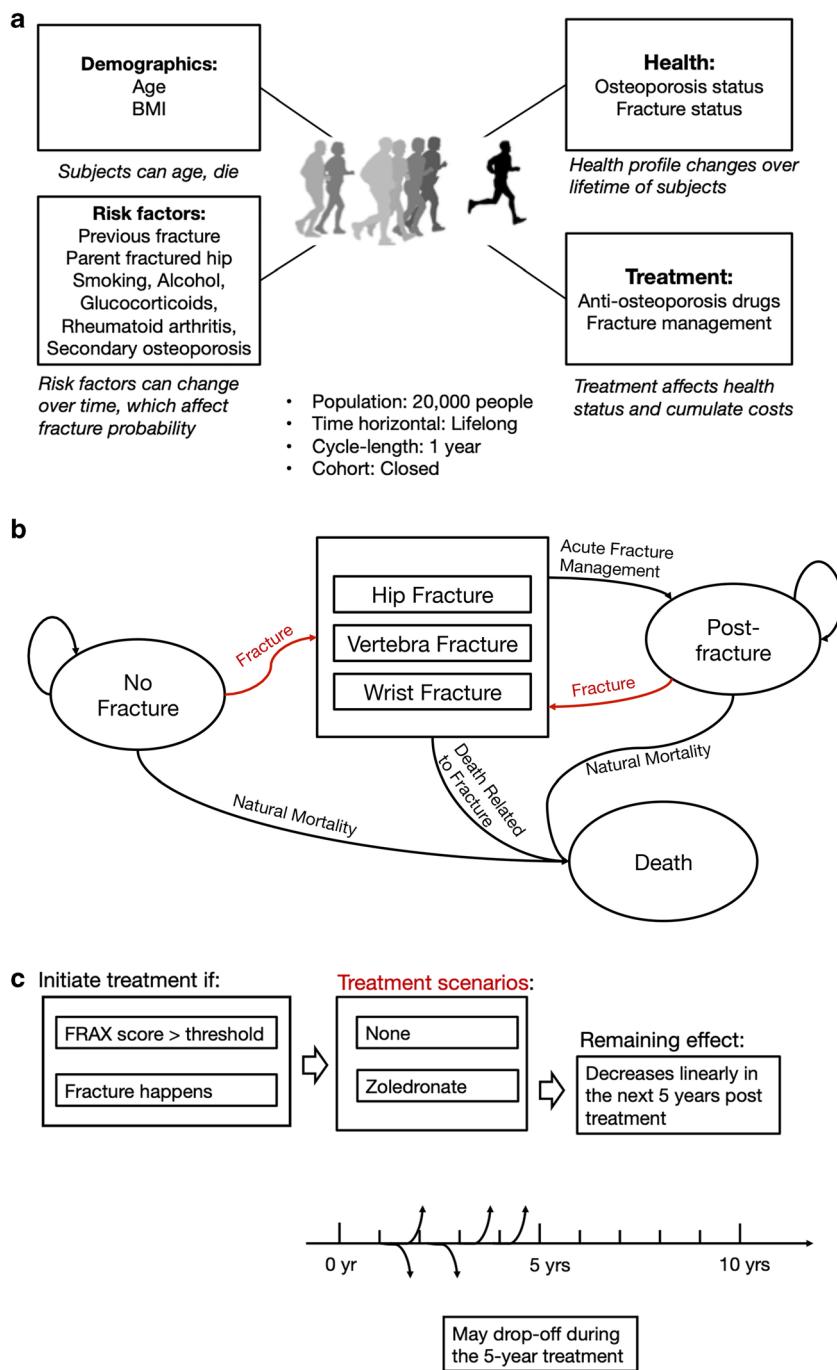 a
Demographics:
Age
BMI
Subjects can age, die
Risk factors:
Previous fracture
Parent fractured hip
Smoking, Alcohol,
Glucocorticoids,
Rheumatoid arthritis,
Secondary osteoporosis
Risk factors can change
over time, which affect
fracture probability
Health:
Osteoporosis status
Fracture status
Health profile changes over
lifetime of subjects
Treatment:
Anti-osteoporosis drugs
Fracture management
Treatment affects health
status and cumulate costs
• Population: 20,000 people
• Time horizontal: Lifelong
• Cycle-length: 1 year
• Cohort: Closed
b
No
Fracture
Fracture
Hip Fracture
Vertebra Fracture
Wrist Fracture
Acute Fracture
Management
Post-
fracture
Fracture
Natural Mortality
Death Related
to Fracture
Natural Mortality
Death
c
Initiate treatment if:
FRAX score > threshold
Fracture happens
Treatment scenarios:
None
Zoledronate
Remaining effect:
Decreases linearly in
the next 5 years post
treatment
0 yr
5 yrs
10 yrs
May drop-off during
the 5-year treatment